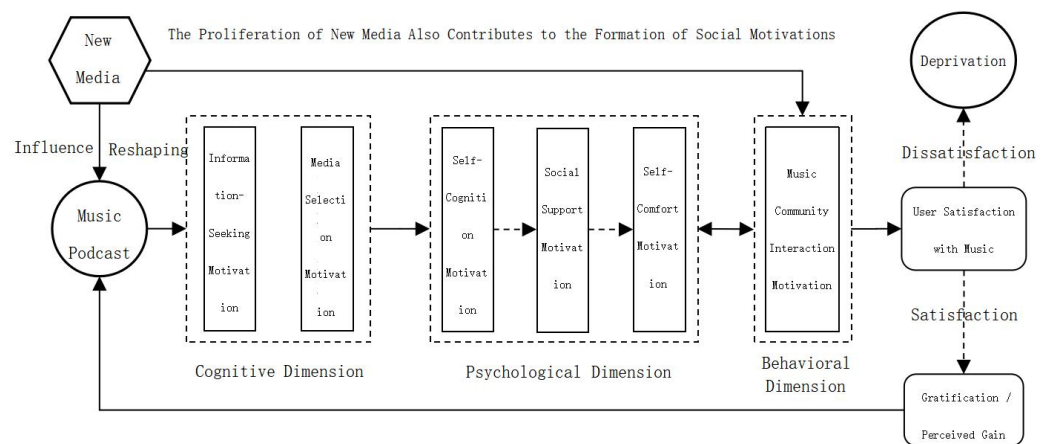 The Proliferation of New Media Also Contributes to the Formation of Social Motivations
New
Media
Deprivation
Influence
Reshaping
Dissatisfaction
Music
Podcast
Informa
tion-
Seeking
Motivat
ion
Media
Selecti
on
Motivat
ion
Self-
Cogniti
on
Motivat
ion
Social
Support
Motivat
ion
Self-
Comfort
Motivat
ion
Music
Community
Interaction
Motivation
User Satisfaction
with Music
Satisfaction
Cognitive Dimension
Psychological Dimension
Behavioral
Dimension
Gratification /
Perceived Gain